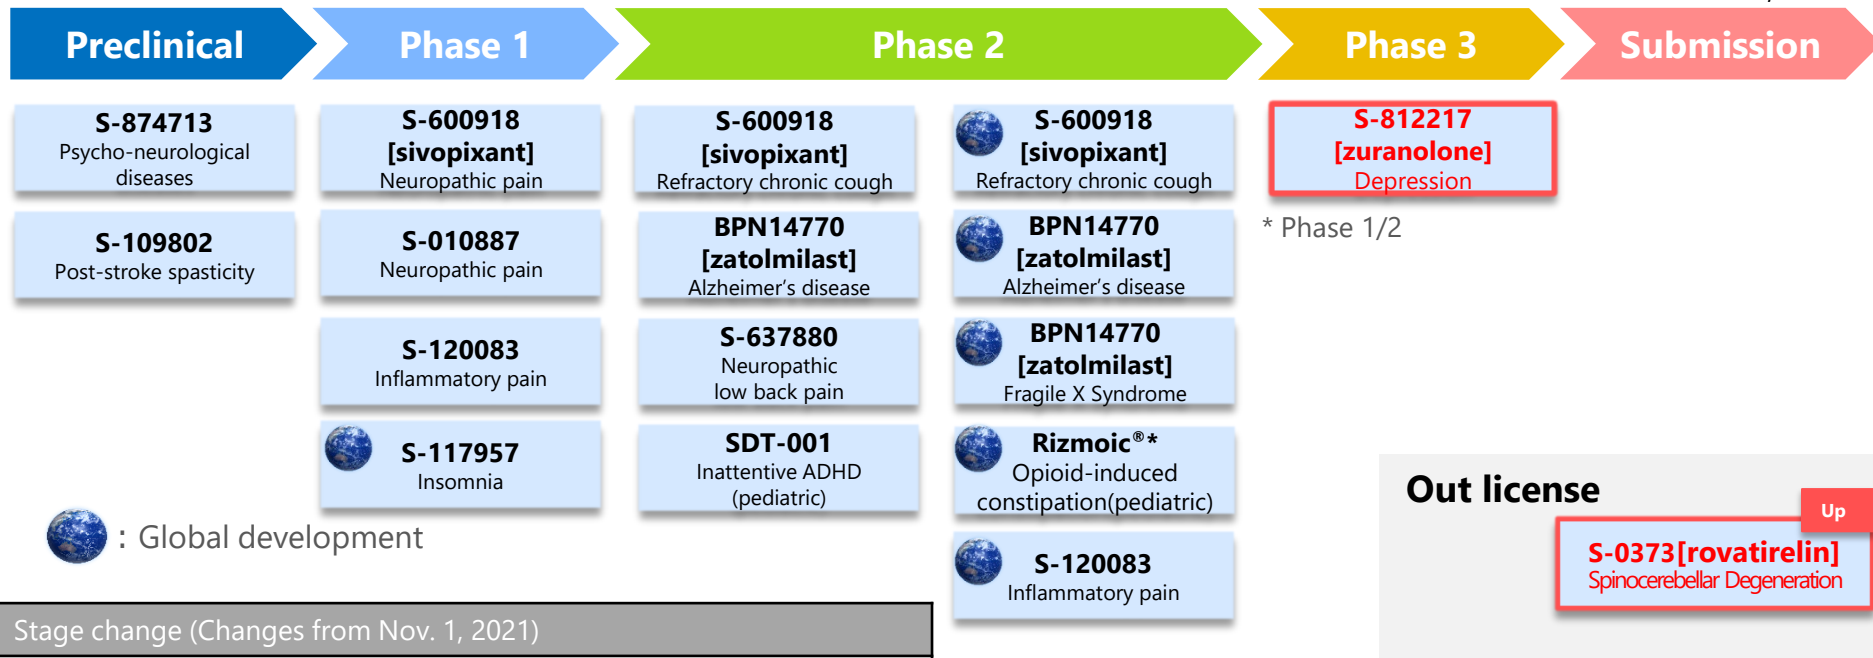 Preclinical
Phase 1
Phase 2
Phase 3
Submission
S-874713
Psycho-neurological
diseases
S-109802
Post-stroke spasticity
S-600918
[sivopixant]
Neuropathic pain
S-010887
Neuropathic pain
S-120083
Inflammatory pain
S-117957
Insomnia
S-600918
[sivopixant]
Refractory chronic cough
BPN14770
[zatolmilast]
Alzheimer’s disease
S-637880
Neuropathic
low back pain
SDT-001
Inattentive ADHD
(pediatric)
S-600918
[sivopixant]
Refractory chronic cough
BPN14770
[zatolmilast]
Alzheimer’s disease
BPN14770
[zatolmilast]
Fragile X Syndrome
Rizmoic®*
Opioid-induced
constipation(pediatric)
S-120083
Inflammatory pain
S-812217
[zuranolone]
Depression
* Phase 1/2
: Global development
Out license
Up
S-0373[rovatirelin]
Spinocerebellar Degeneration
Stage change (Changes from Nov. 1, 2021)